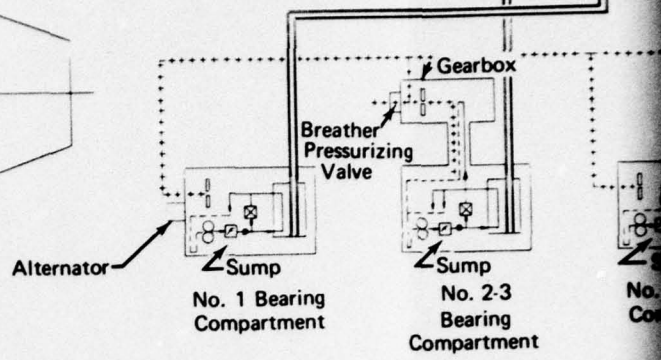 Gearbox
Breather
Pressurizing
Valve
Alternator
Sump
No. 1 Bearing
Compartment
Sump
No. 2-3
Bearing
Compartment
No.